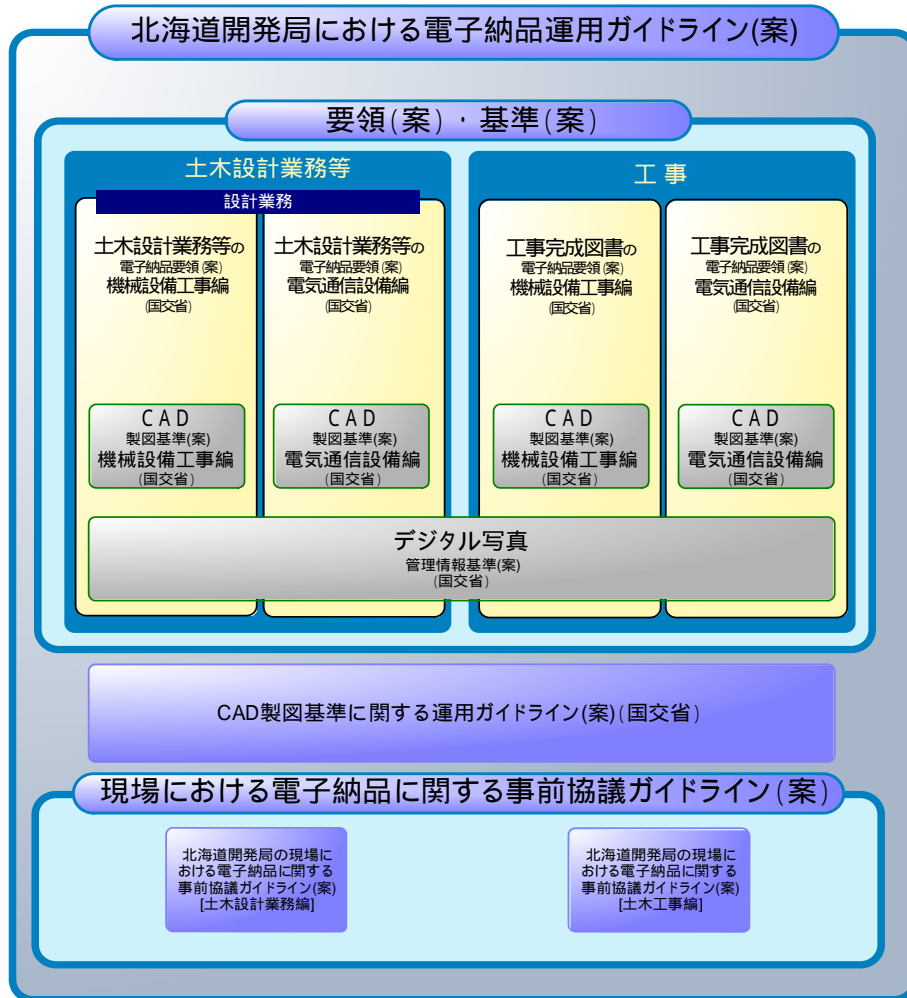 北海道開発局における電子納品運用ガイドライン(案)
要領(案)・基準(案)
土木設計業務等
設計業務
土木設計業務等の
電子納品要領(案)
機械設備工事編
(国交省)
土木設計業務等の
電子納品要領(案)
電気通信設備編
(国交省)
CAD
製図基準(案)
機械設備工事編
(国交省)
CAD
製図基準(案)
電気通信設備編
(国交省)
工事
工事完成図書の
電子納品要領(案)
機械設備工事編
(国交省)
工事完成図書の
電子納品要領(案)
電気通信設備編
(国交省)
CAD
製図基準(案)
機械設備工事編
(国交省)
CAD
製図基準(案)
電気通信設備編
(国交省)
デジタル写真
管理情報基準(案)
(国交省)
CAD製図基準に関する運用ガイドライン(案)(国交省)
現場における電子納品に関する事前協議ガイドライン(案)
北海道開発局の現場に
おける電子納品に関する
事前協議ガイドライン(案)
[土木設計業務編]
北海道開発局の現場に
おける電子納品に関する
事前協議ガイドライン(案)
[土木工事編]